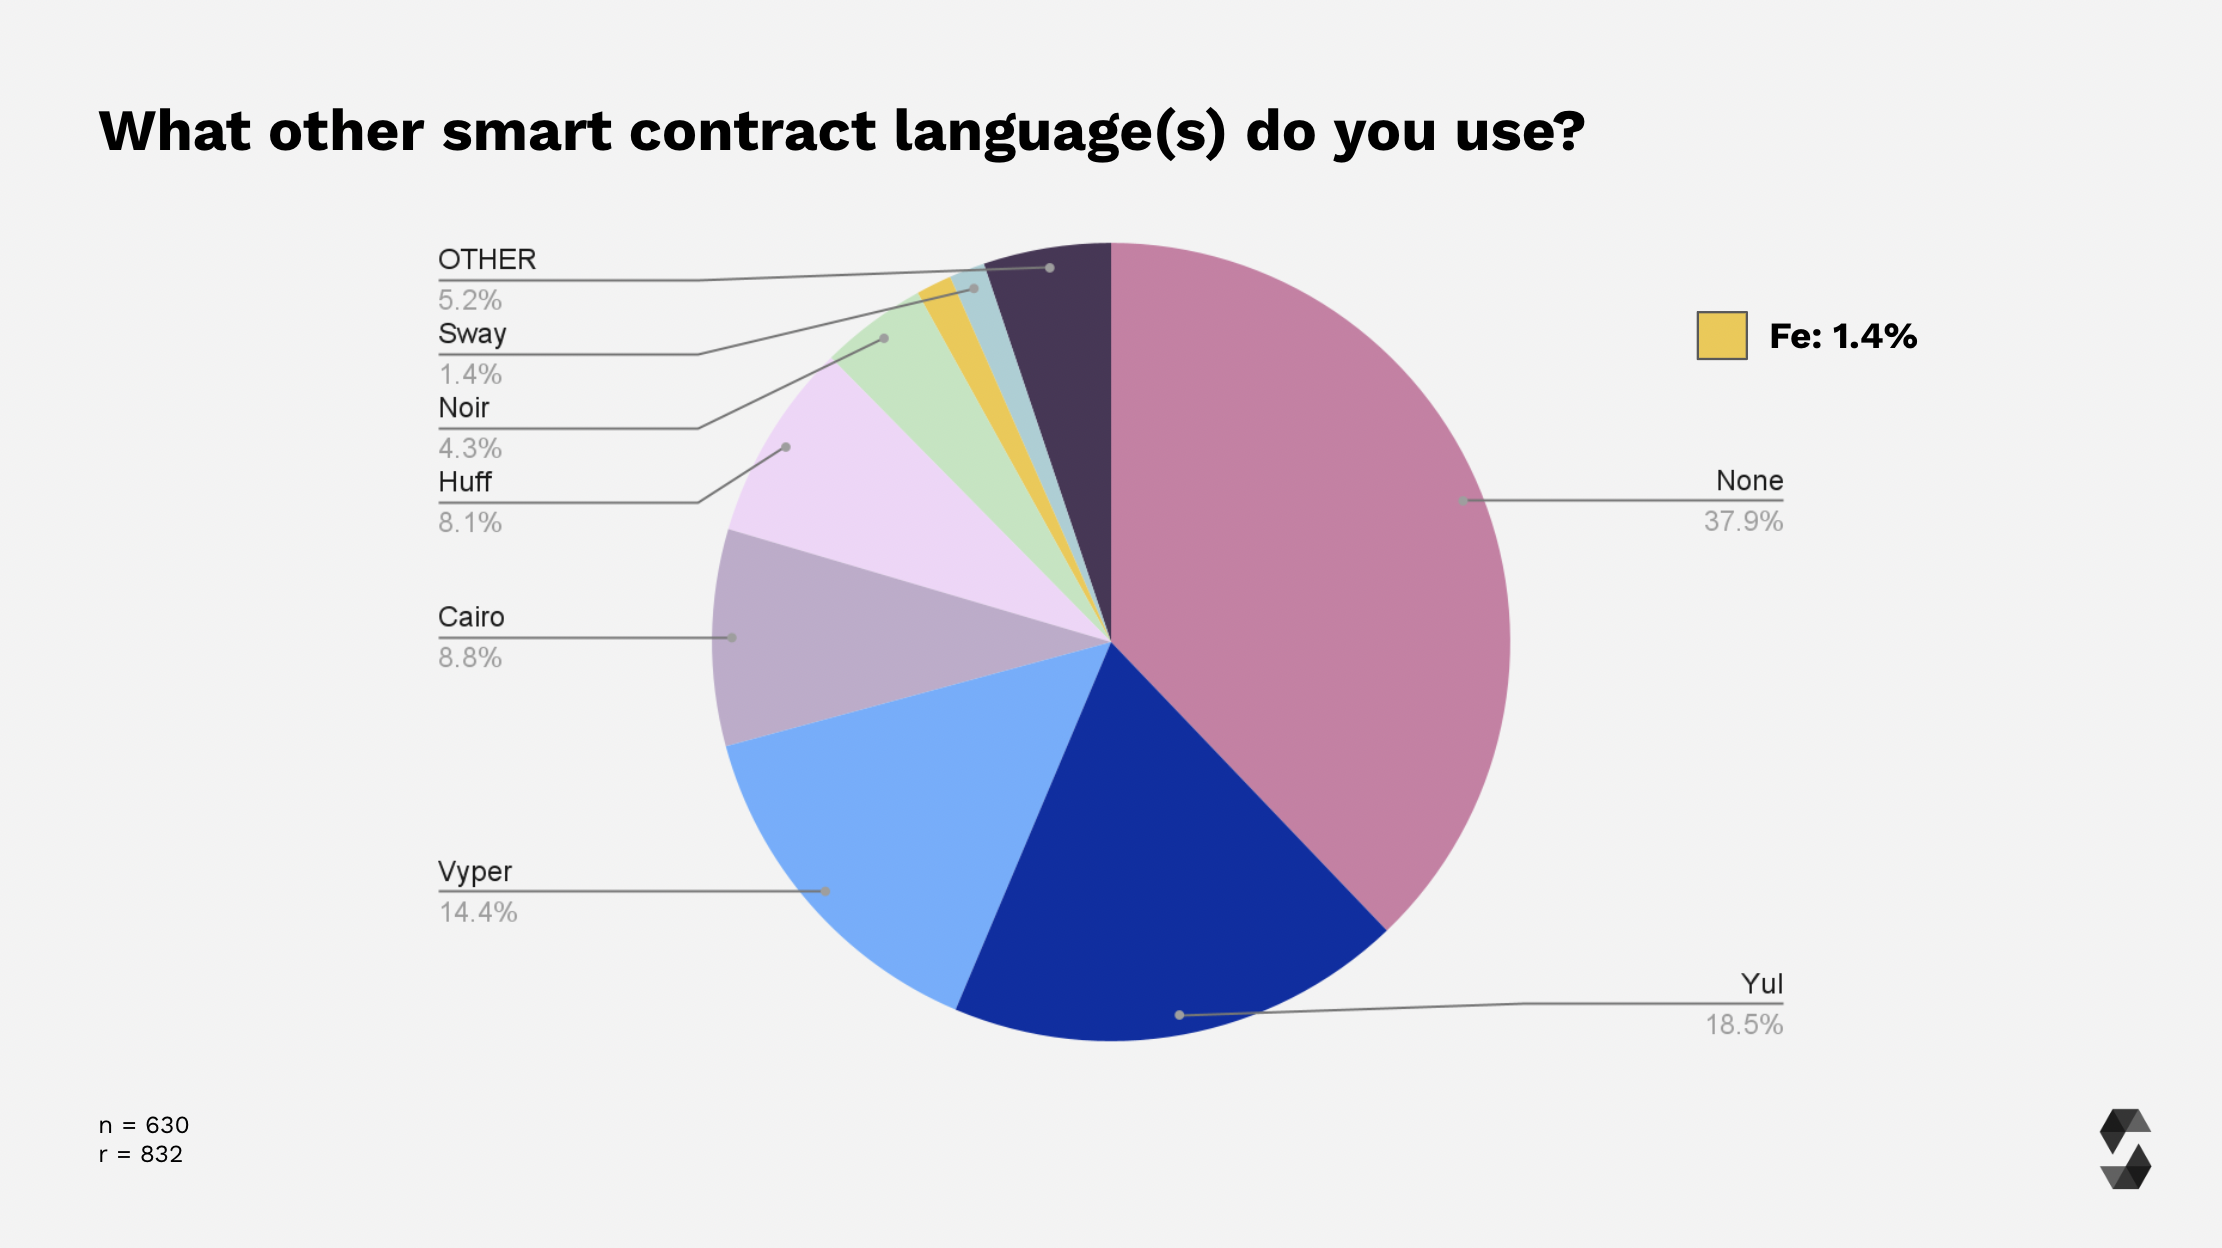 What other smart contract language(s) do you use?
OTHER
5.2%
Sway
1.4%
Noir
4.3%
Huff
8.1%
Cairo
8.8%
Vyper
14.4%
Fe: 1.4%
None
37.9%
Yul
18.5%
n = 630
r = 832